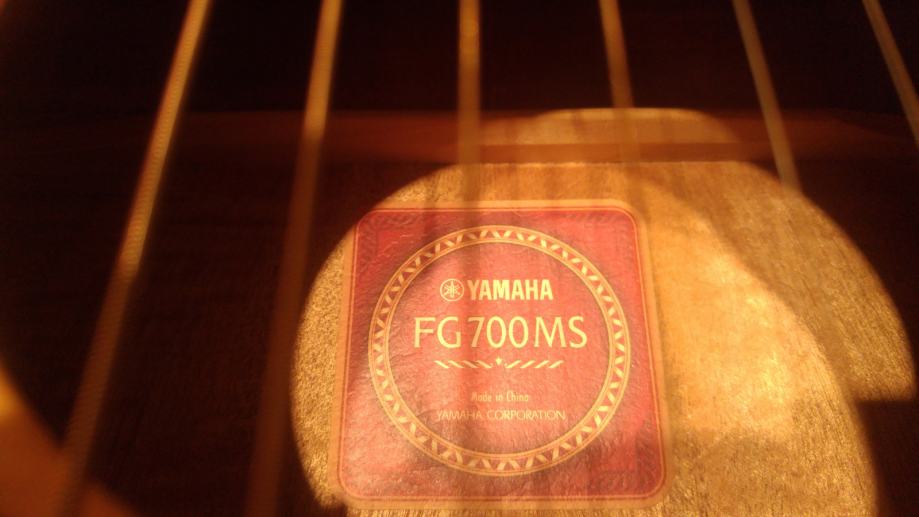 YAMAHA
FG700MS
Made in China
YAMAHA CORPORATION